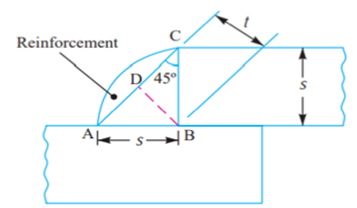 C
t
Reinforcement
D 45°
s
A s B